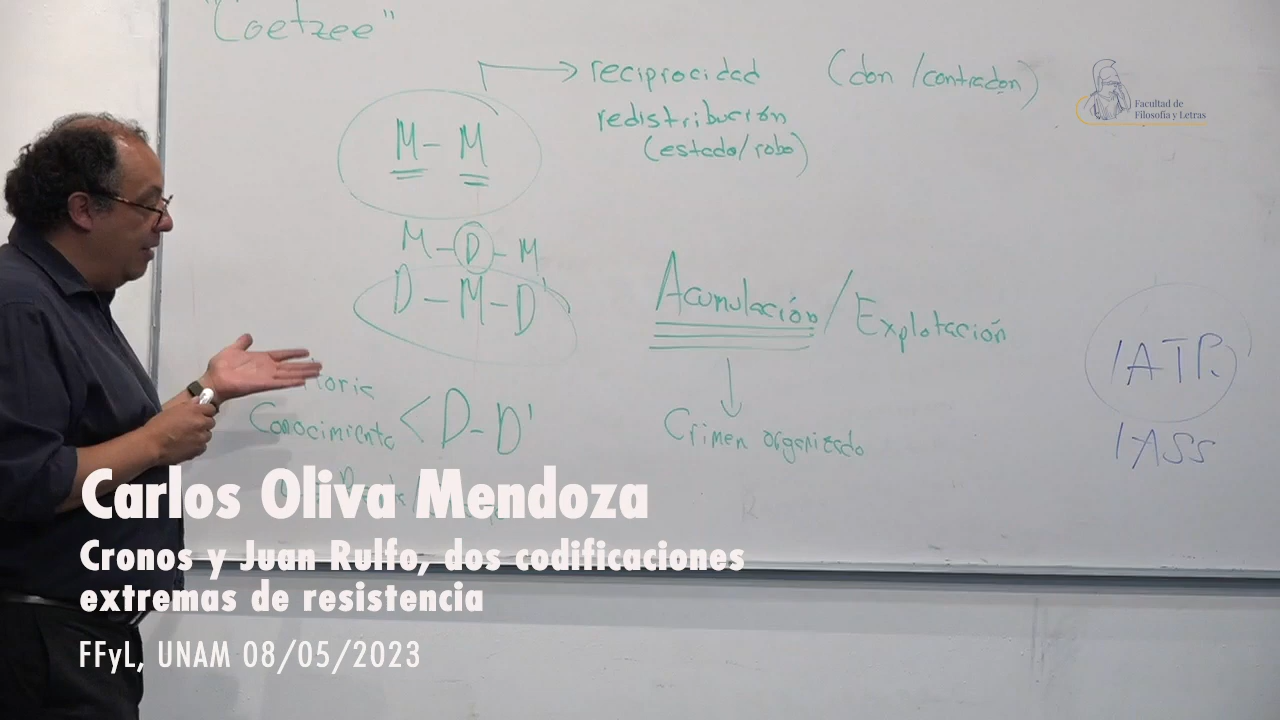 "Coetzee"
reciprocidad (don / contradon)
redistribución
(estado/robo)
M - M
M - D - M
D - M - D'
Acumulación / Explotación
Conocimiento < D - D'
Crimen organizado
IATP.
IASS
Facultad de
Filosofía y Letras
Carlos Oliva Mendoza
Cronos y Juan Rulfo, dos codificaciones
extremas de resistencia
FFyL, UNAM 08/05/2023